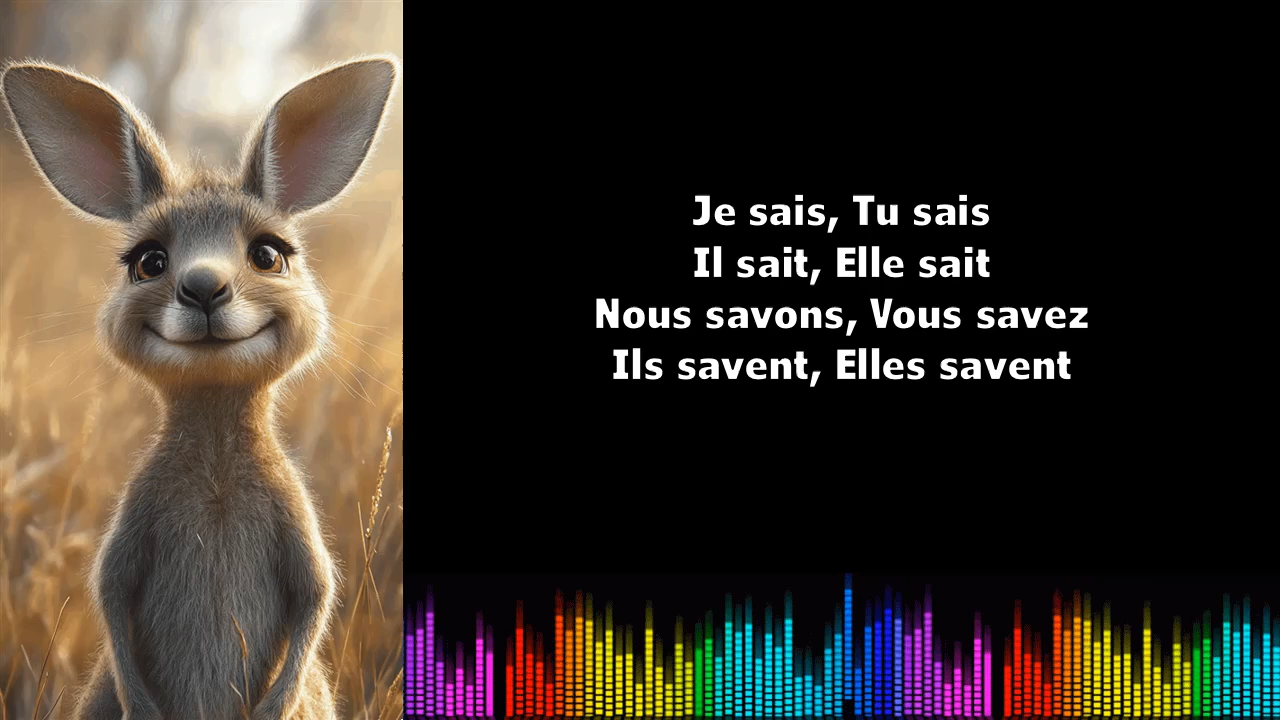 Je sais, Tu sais
Il sait, Elle sait
Nous savons, Vous savez
Ils savent, Elles savent